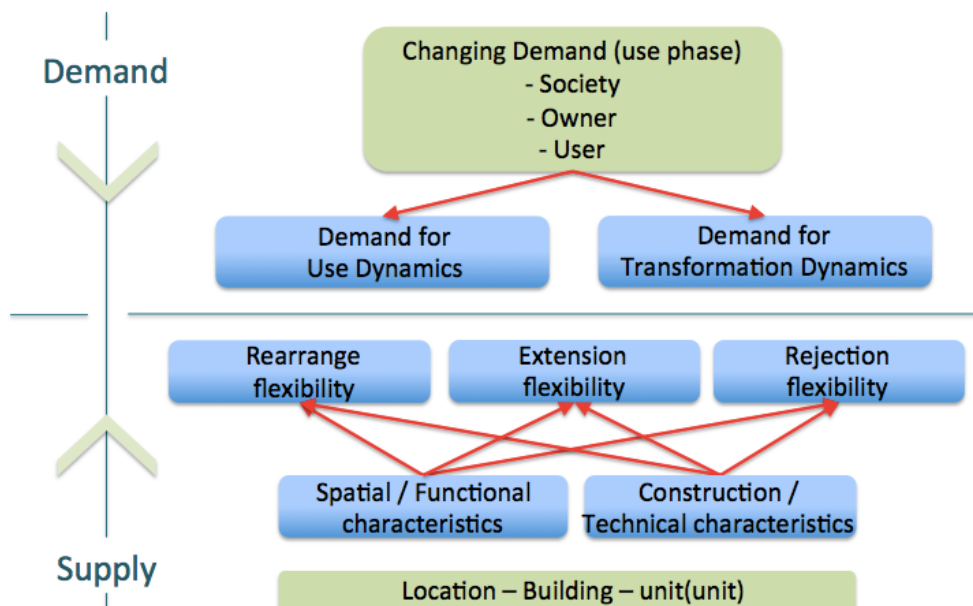 Demand
Changing Demand (use phase)
- Society
- Owner
- User
Demand for
Use Dynamics
Demand for
Transformation Dynamics
Rearrange
flexibility
Extension
flexibility
Rejection
flexibility
Spatial / Functional
characteristics
Construction /
Technical characteristics
Supply
Location – Building – unit(unit)